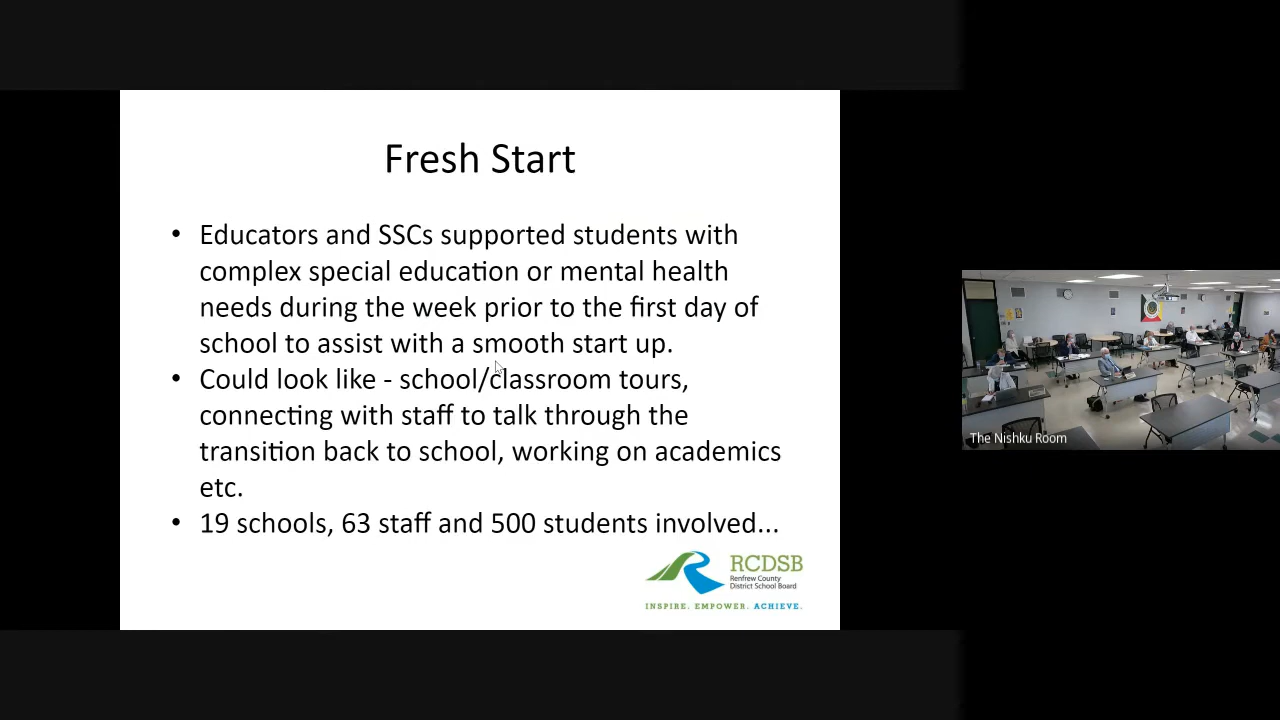 Fresh Start
• Educators and SSCs supported students with
complex special education or mental health
needs during the week prior to the first day of
school to assist with a smooth start up.
• Could look like - school/classroom tours,
connecting with staff to talk through the
transition back to school, working on academics
etc.
• 19 schools, 63 staff and 500 students involved...
RCDSB
Renfrew County
District School Board
INSPIRE. EMPOWER. ACHIEVE.
The Nishku Room